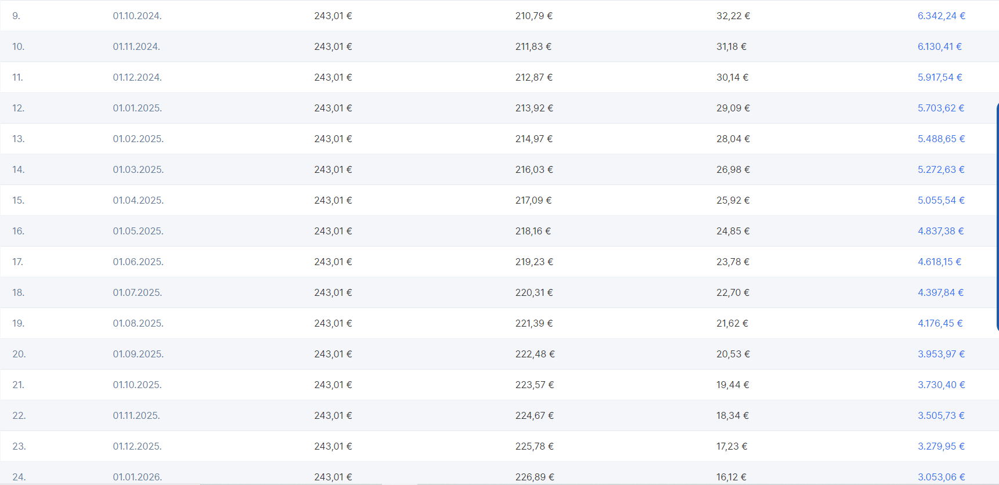 9. 01.10.2024. 243,01 € 210,79 € 32,22 € 6.342,24 €
10. 01.11.2024. 243,01 € 211,83 € 31,18 € 6.130,41 €
11. 01.12.2024. 243,01 € 212,87 € 30,14 € 5.917,54 €
12. 01.01.2025. 243,01 € 213,92 € 29,09 € 5.703,62 €
13. 01.02.2025. 243,01 € 214,97 € 28,04 € 5.488,65 €
14. 01.03.2025. 243,01 € 216,03 € 26,98 € 5.272,63 €
15. 01.04.2025. 243,01 € 217,09 € 25,92 € 5.055,54 €
16. 01.05.2025. 243,01 € 218,16 € 24,85 € 4.837,38 €
17. 01.06.2025. 243,01 € 219,23 € 23,78 € 4.618,15 €
18. 01.07.2025. 243,01 € 220,31 € 22,70 € 4.397,84 €
19. 01.08.2025. 243,01 € 221,39 € 21,62 € 4.176,45 €
20. 01.09.2025. 243,01 € 222,48 € 20,53 € 3.953,97 €
21. 01.10.2025. 243,01 € 223,57 € 19,44 € 3.730,40 €
22. 01.11.2025. 243,01 € 224,67 € 18,34 € 3.505,73 €
23. 01.12.2025. 243,01 € 225,78 € 17,23 € 3.279,95 €
24. 01.01.2026. 243,01 € 226,89 € 16,12 € 3.053,06 €